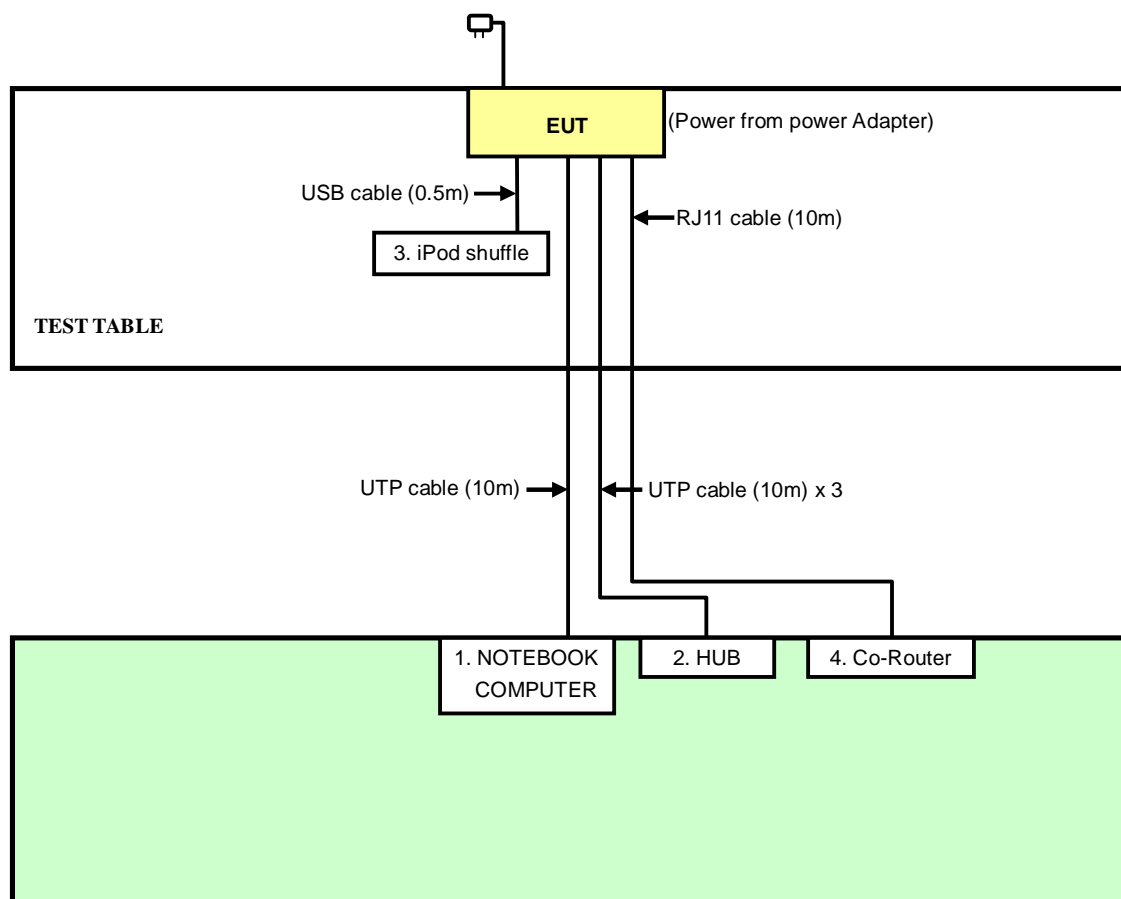 EUT
(Power from power Adapter)
USB cable (0.5m)
RJ11 cable (10m)
3. iPod shuffle
TEST TABLE
UTP cable (10m)
UTP cable (10m) x 3
1. NOTEBOOK
COMPUTER
2. HUB
4. Co-Router